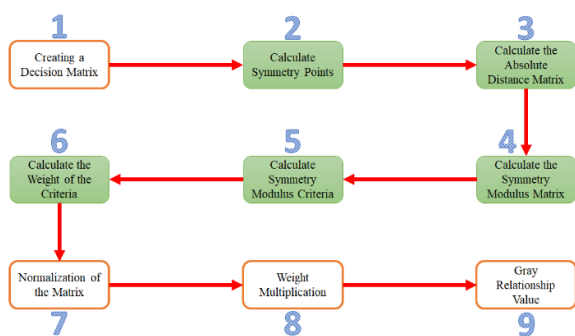 1
2
3
Creating a
Decision Matrix
Calculate
Symmetry Points
Calculate the
Absolute
Distance Matrix
6
5
4
Calculate the
Weight of the
Criteria
Calculate
Symmetry
Modulus Criteria
Calculate the
Symmetry
Modulus Matrix
Normalization of
the Matrix
Weight
Multiplication
Gray
Relationship
Value
7
8
9